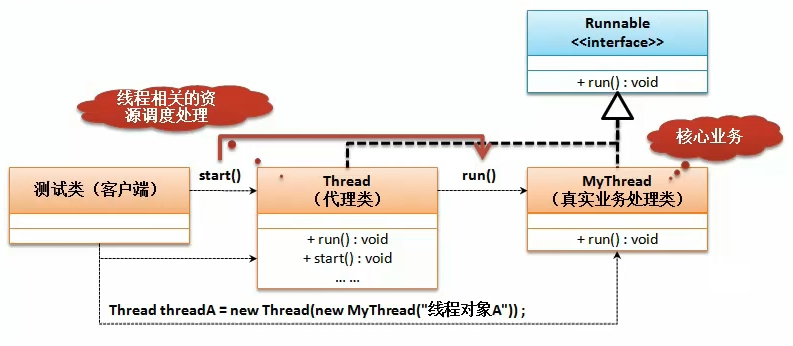 Runnable
<<interface>>
+ run() : void
线程相关的资
源调度处理
核心业务
测试类（客户端）
start()
Thread
（代理类）
+ run() : void
+ start() : void
... ...
run()
MyThread
（真实业务处理类）
+ run() : void
Thread threadA = new Thread(new MyThread("线程对象A")) ;